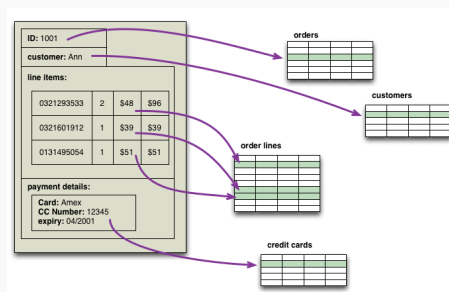 ID: 1001
customer: Ann
line items:
0321293533 2 $48 $96
0321601912 1 $39 $39
0131495054 1 $51 $51
payment details:
Card: Amex
CC Number: 12345
expiry: 04/2001
orders
customers
order lines
credit cards